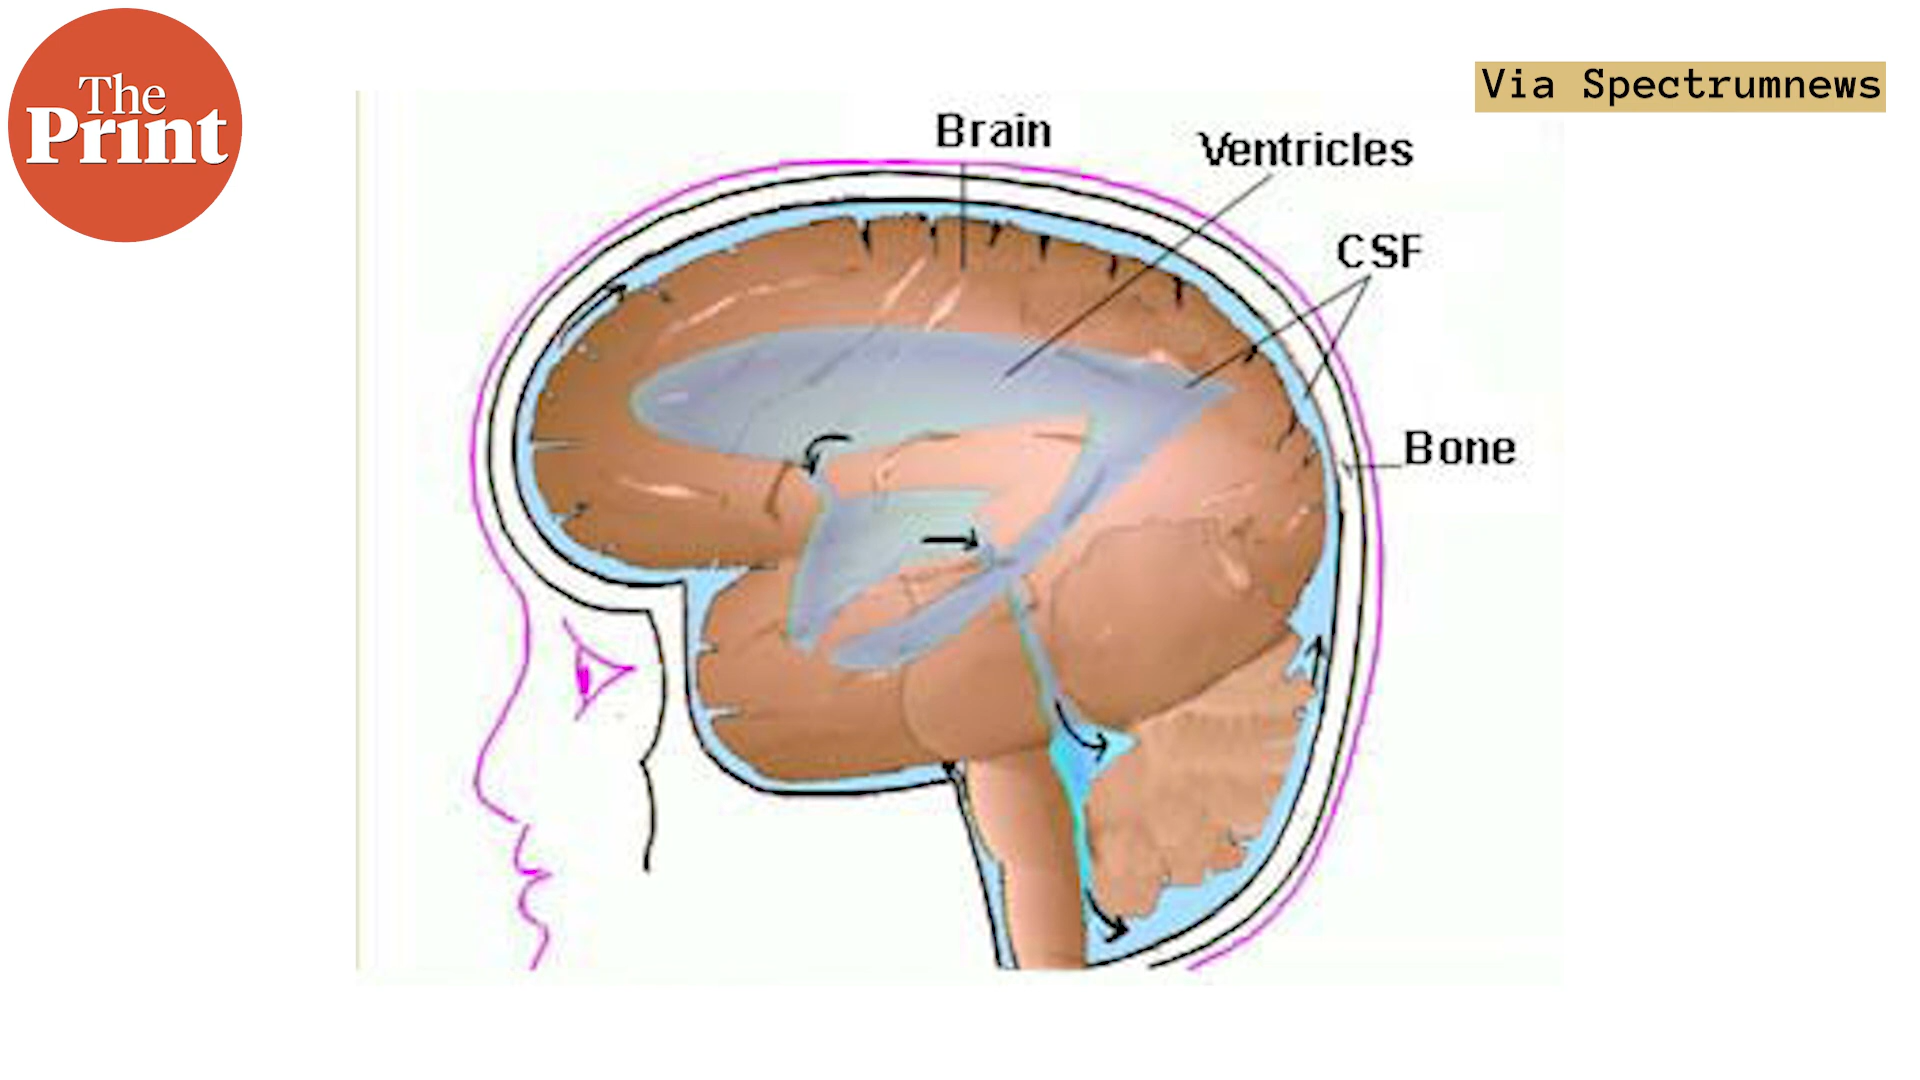 The
Print
Via Spectrumnews
Brain
Ventricles
CSF
Bone